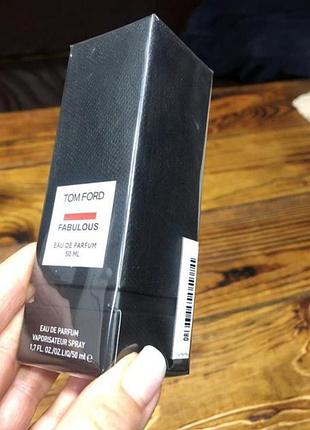 TOM FORD
FABULOUS
EAU DE PARFUM
50 ML
EAU DE PARFUM
VAPORISATEUR SPRAY
1,7 FL. OZ./OZ.LIQ/50 ml ℮